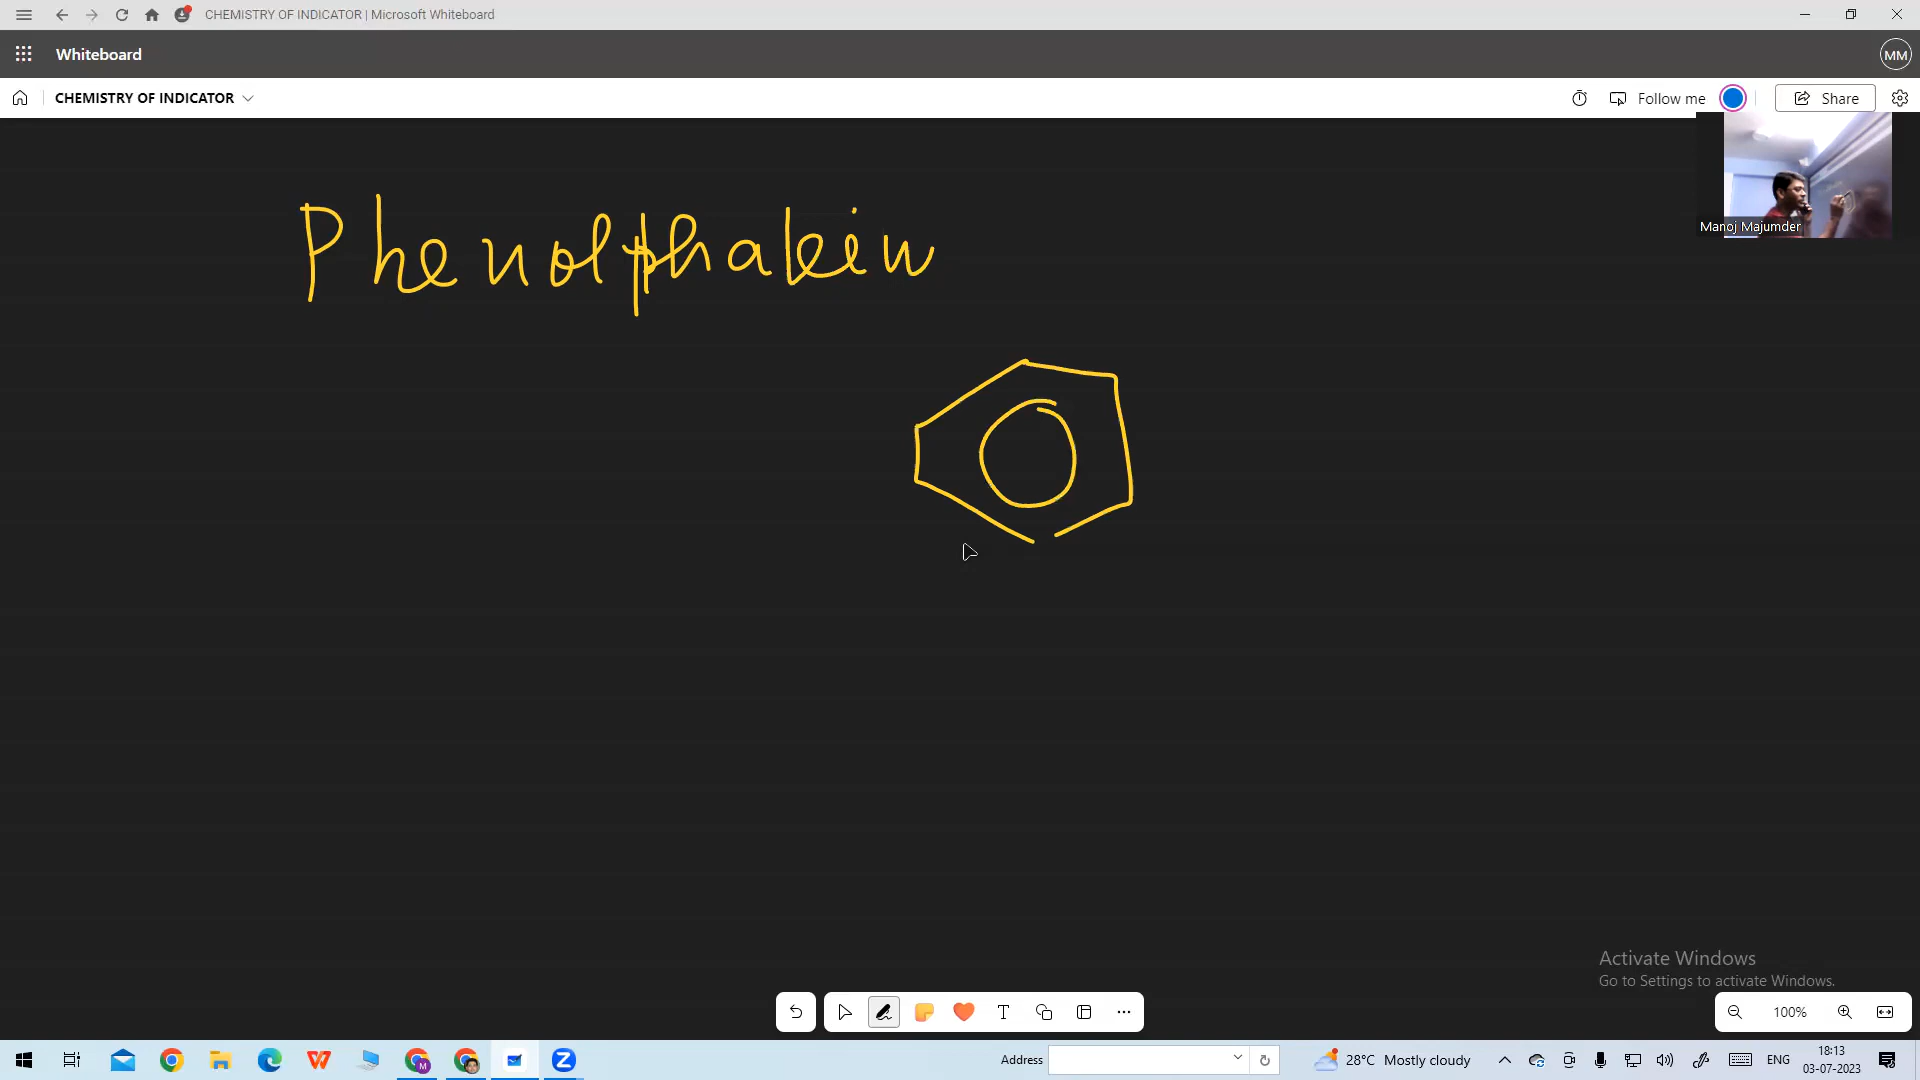 CHEMISTRY OF INDICATOR | Microsoft Whiteboard
Whiteboard
MM
CHEMISTRY OF INDICATOR
Follow me
Share
Manoj Majumder
Phenolphalein
Activate Windows
Go to Settings to activate Windows.
T
100%
Address
28°C Mostly cloudy
ENG
18:13
03-07-2023